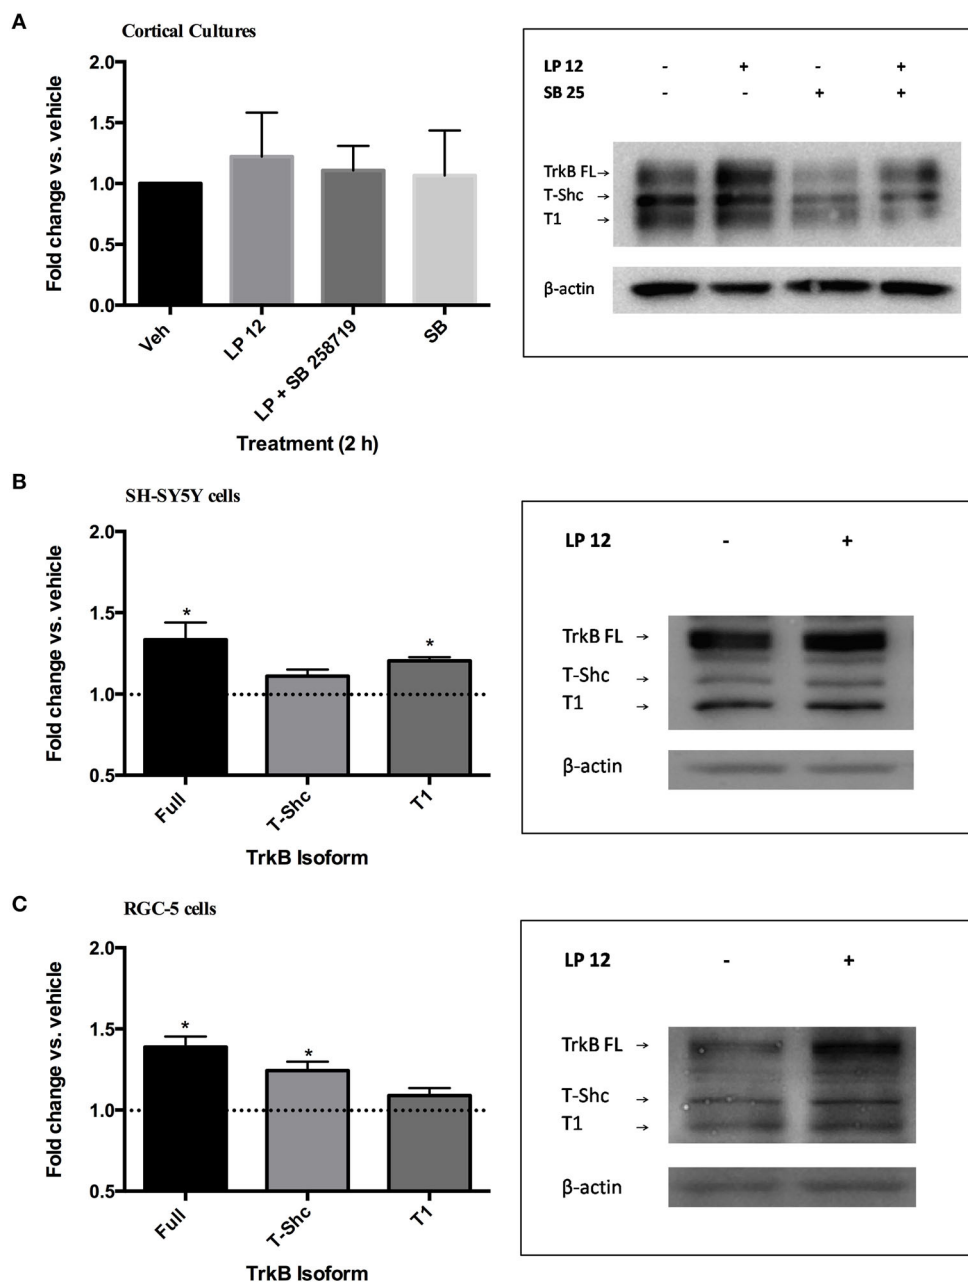 A
Cortical Cultures
Fold change vs. vehicle
2.0
1.5
1.0
0.5
0.0
Veh
LP 12
LP + SB 258719
SB
Treatment (2 h)
LP 12 - + - +
SB 25 - - + +
TrkB FL→
T-Shc →
T1 →
β-actin
B
SH-SY5Y cells
Fold change vs. vehicle
2.0
1.5
1.0
0.5
*
*
Full
T-Shc
T1
TrkB Isoform
LP 12 - +
TrkB FL →
T-Shc →
T1 →
β-actin
C
RGC-5 cells
Fold change vs. vehicle
2.0
1.5
1.0
0.5
*
*
Full
T-Shc
T1
TrkB Isoform
LP 12 - +
TrkB FL →
T-Shc →
T1 →
β-actin